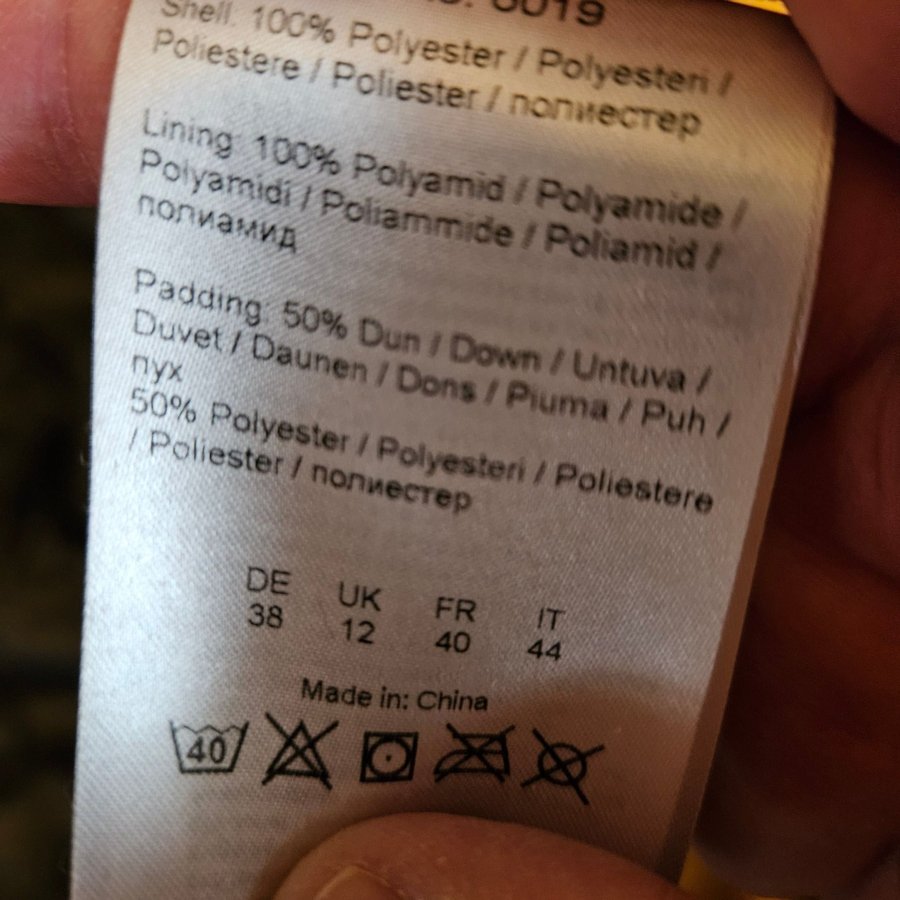 6019
Shell: 100% Polyester / Polyesteri /
Poliestere / Poliester / полиестер
Lining: 100% Polyamid / Polyamide /
Polyamidi / Poliammide / Poliamid /
полиамид
Padding: 50% Dun / Down / Untuva /
Duvet / Daunen / Dons / Piuma / Puh /
пух
50% Polyester / Polyesteri / Poliestere
/ Poliester / полиестер
DE UK FR IT
38 12 40 44
Made in: China
40